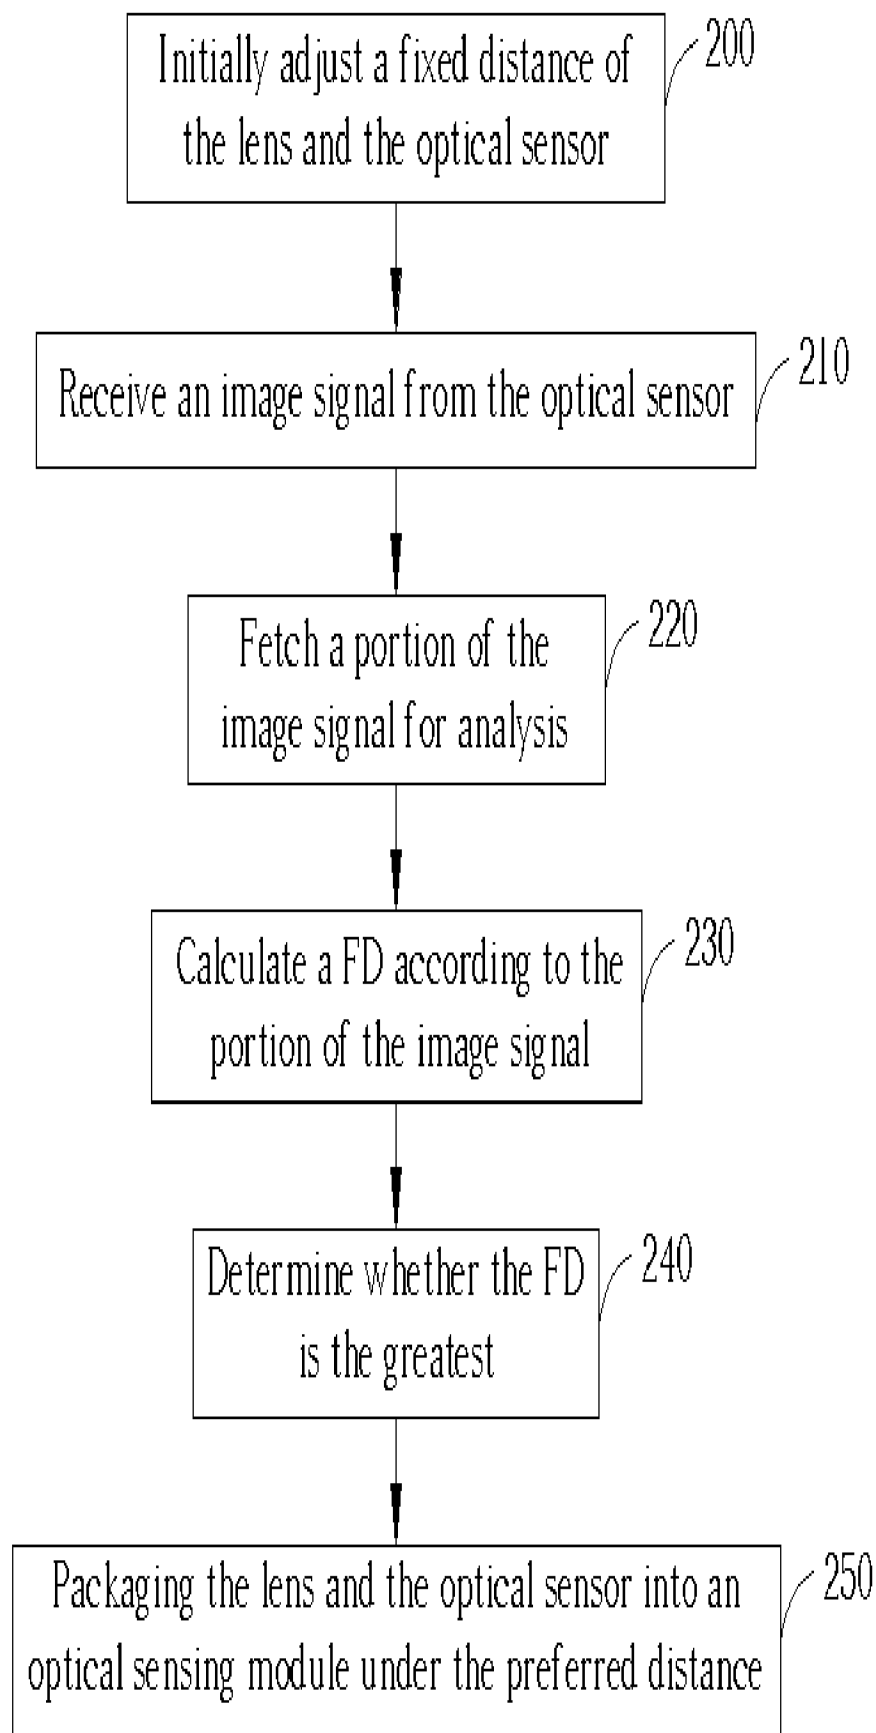 Initially adjust a fixed distance of
the lens and the optical sensor
200
Receive an image signal from the optical sensor
210
Fetch a portion of the
image signal for analysis
220
Calculate a FD according to the
portion of the image signal
230
Determine whether the FD
is the greatest
240
Packaging the lens and the optical sensor into an
optical sensing module under the preferred distance
250